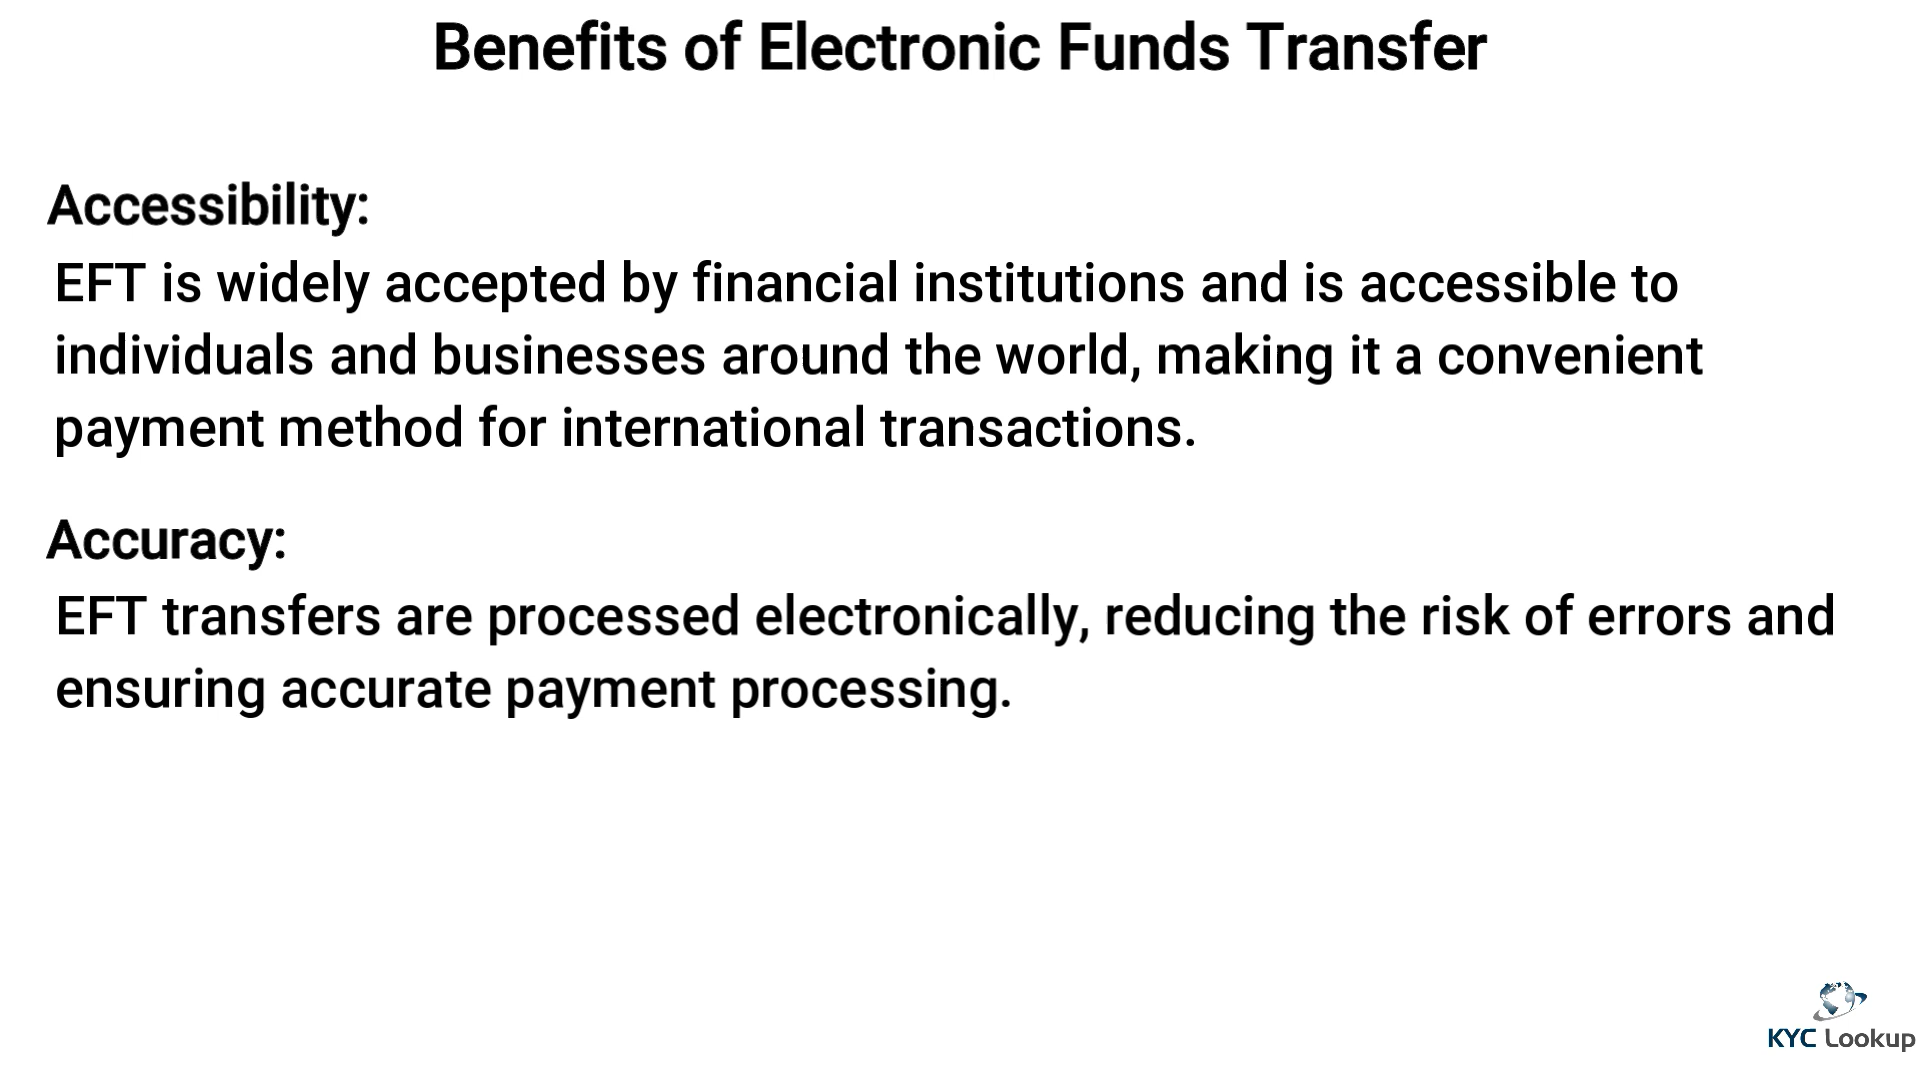 Benefits of Electronic Funds Transfer
Accessibility:
EFT is widely accepted by financial institutions and is accessible to
individuals and businesses around the world, making it a convenient
payment method for international transactions.
Accuracy:
EFT transfers are processed electronically, reducing the risk of errors and
ensuring accurate payment processing.
KYC Lookup